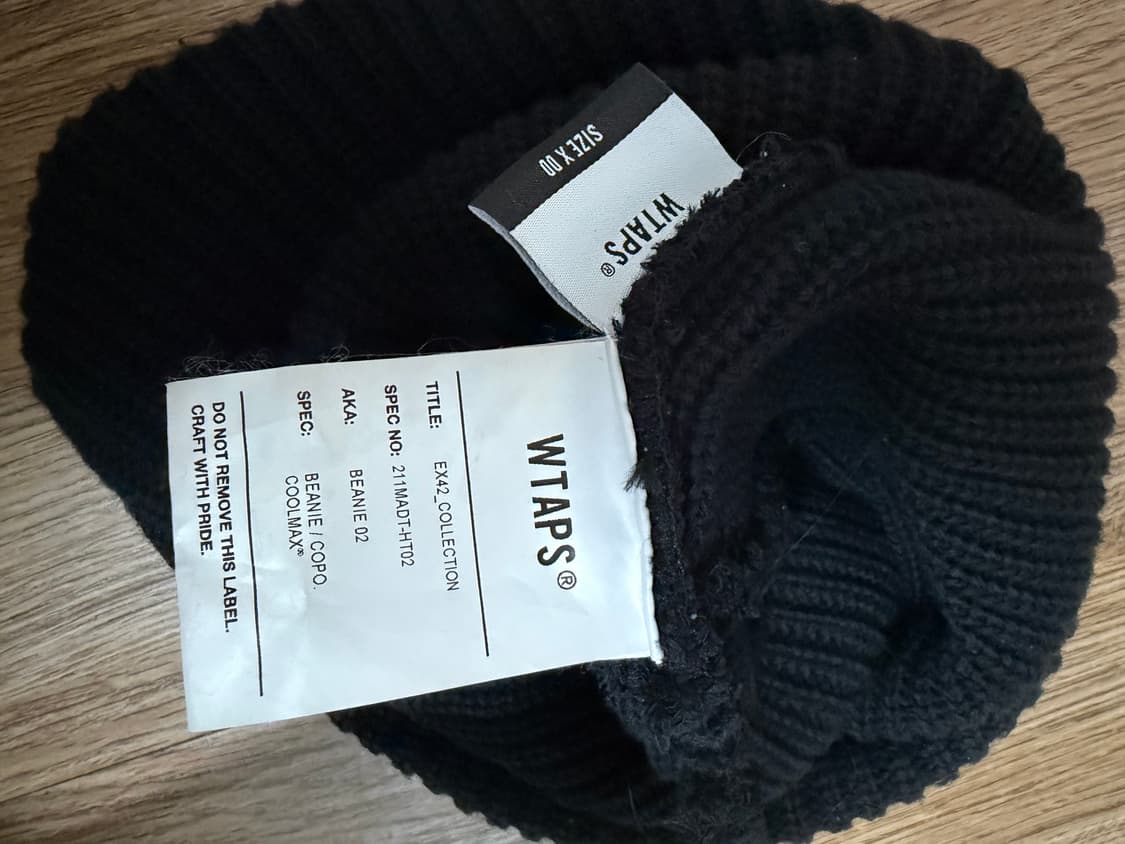 WTAPS®
SIZE X 00
WTAPS®
TITLE: EX42_COLLECTION
SPEC NO: 211MADT-HT02
AKA: BEANIE 02
SPEC: BEANIE / COPO.
COOLMAX®
DO NOT REMOVE THIS LABEL.
CRAFT WITH PRIDE.